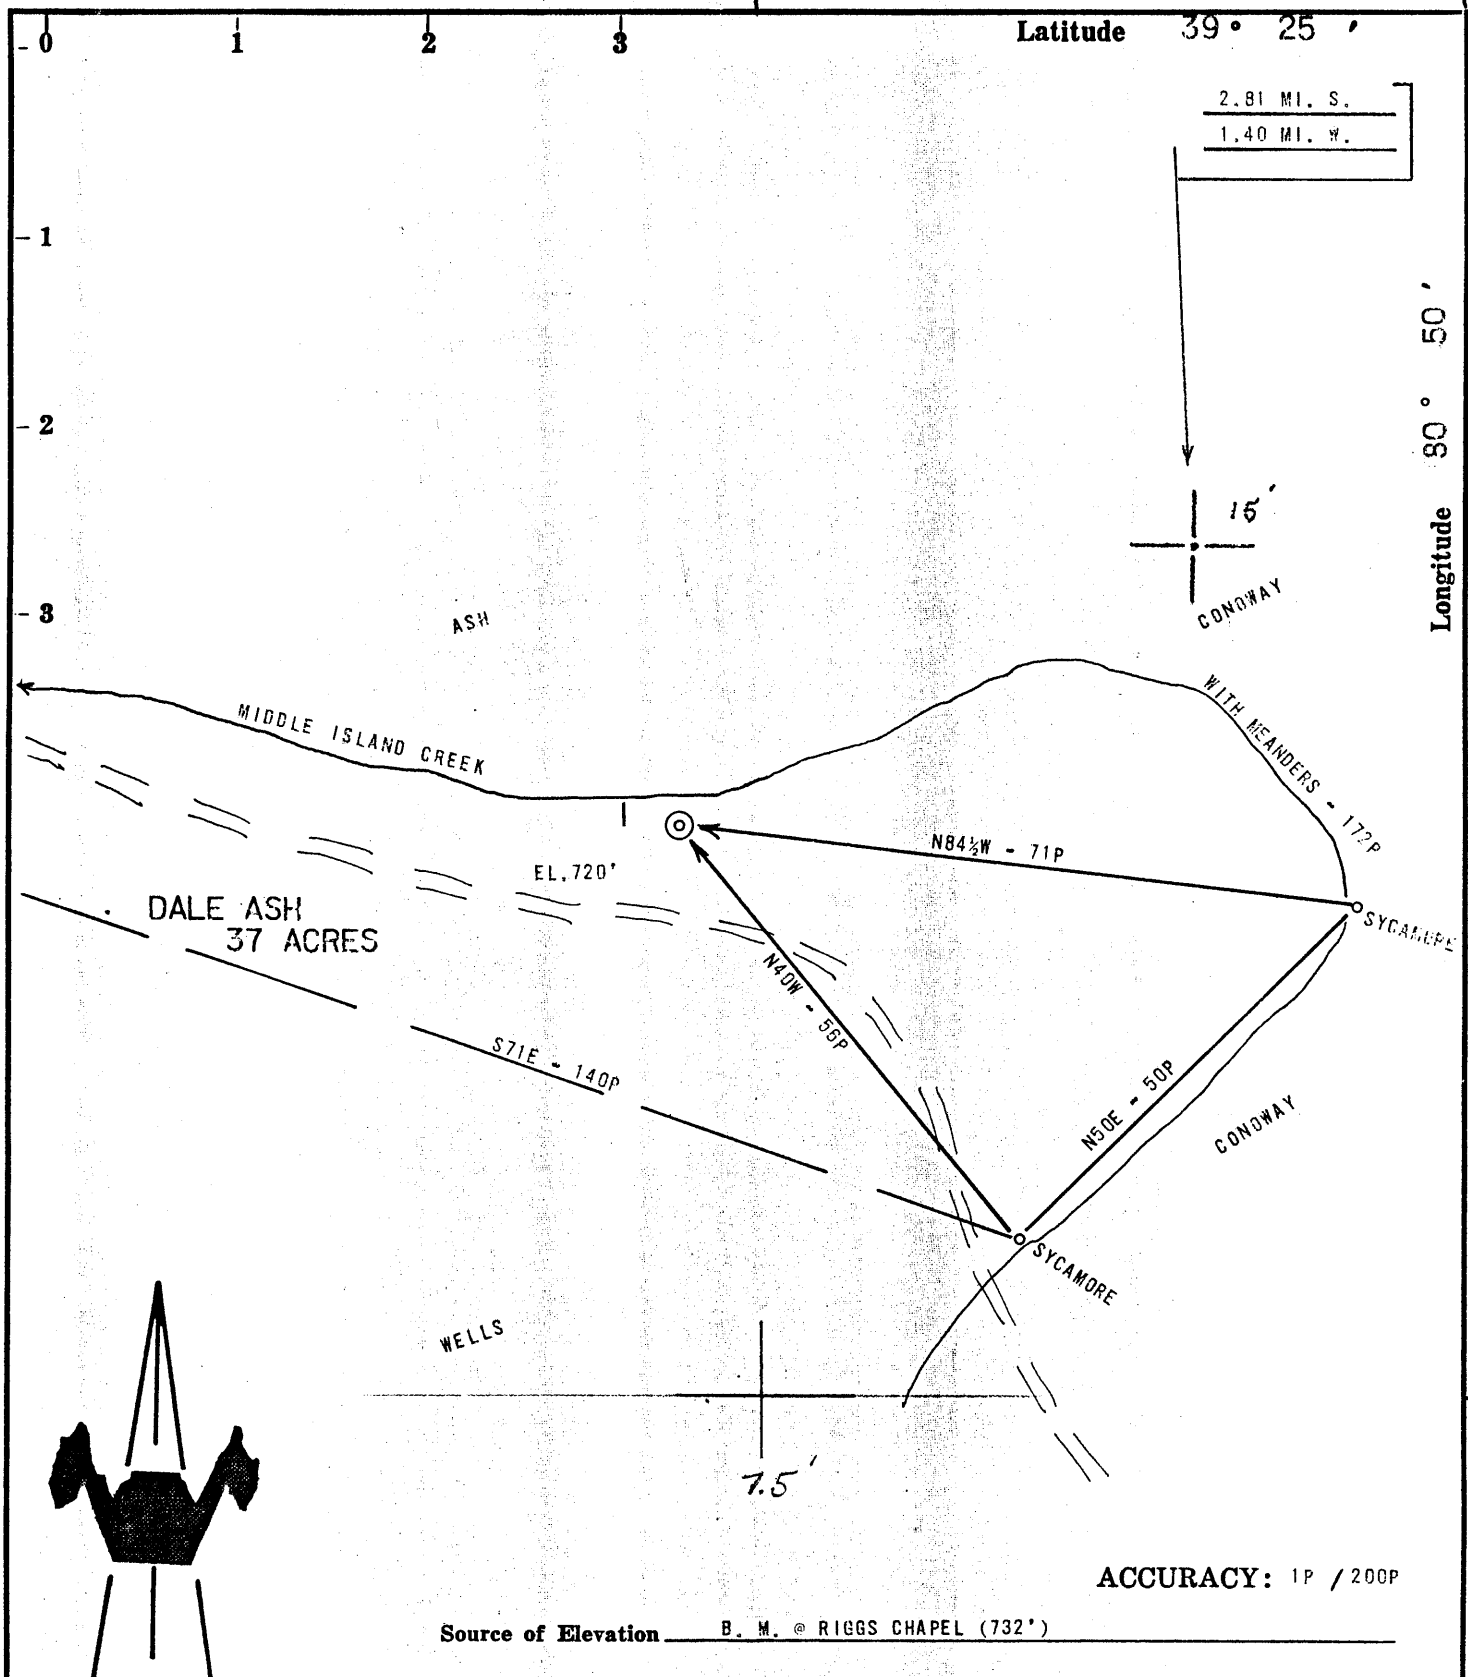 0 1 2 3 Latitude 39° 25'
2.81 MI. S.
1.40 MI. W.
1
2
3
Longitude 80° 50'
15'
CONOWAY
ASH
WITH MEANDERS - 172P
MIDDLE ISLAND CREEK
N84½W - 71P
EL.720'
SYCAMORE
DALE ASH
37 ACRES
N40W - 56P
S71E - 140P
N50E - 50P
CONOWAY
SYCAMORE
WELLS
7.5'
ACCURACY: 1P / 200P
Source of Elevation B. M. @ RIGGS CHAPEL (732')